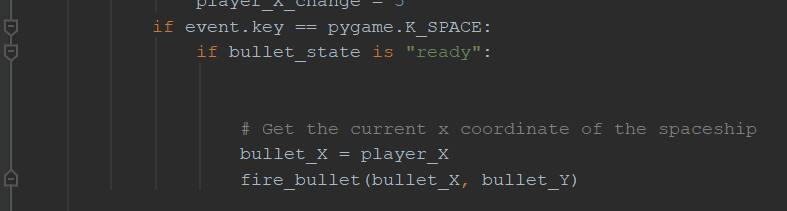 player_X_change = 5
if event.key == pygame.K_SPACE:
if bullet_state is "ready":
# Get the current x coordinate of the spaceship
bullet_X = player_X
fire_bullet(bullet_X, bullet_Y)